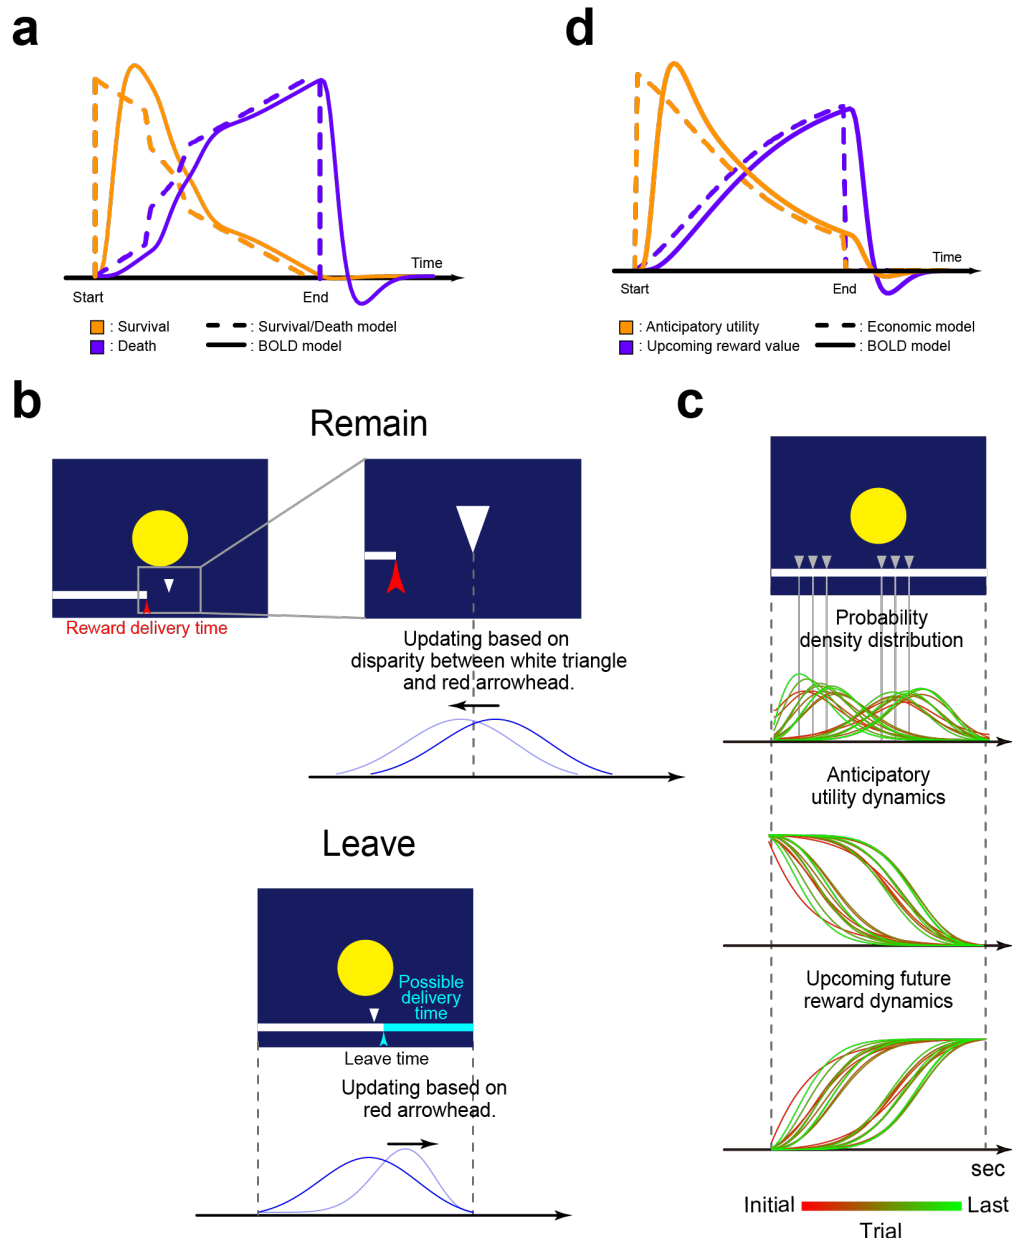 a
Time
Start
End
: Survival
: Survival/Death model
: Death
: BOLD model
d
Time
Start
End
: Anticipatory utility
: Economic model
: Upcoming reward value
: BOLD model
b
Remain
Reward delivery time
Updating based on
disparity between white triangle
and red arrowhead.
Leave
Possible
delivery
time
Leave time
Updating based on
red arrowhead.
c
Probability
density distribution
Anticipatory
utility dynamics
Upcoming future
reward dynamics
sec
Initial
Last
Trial